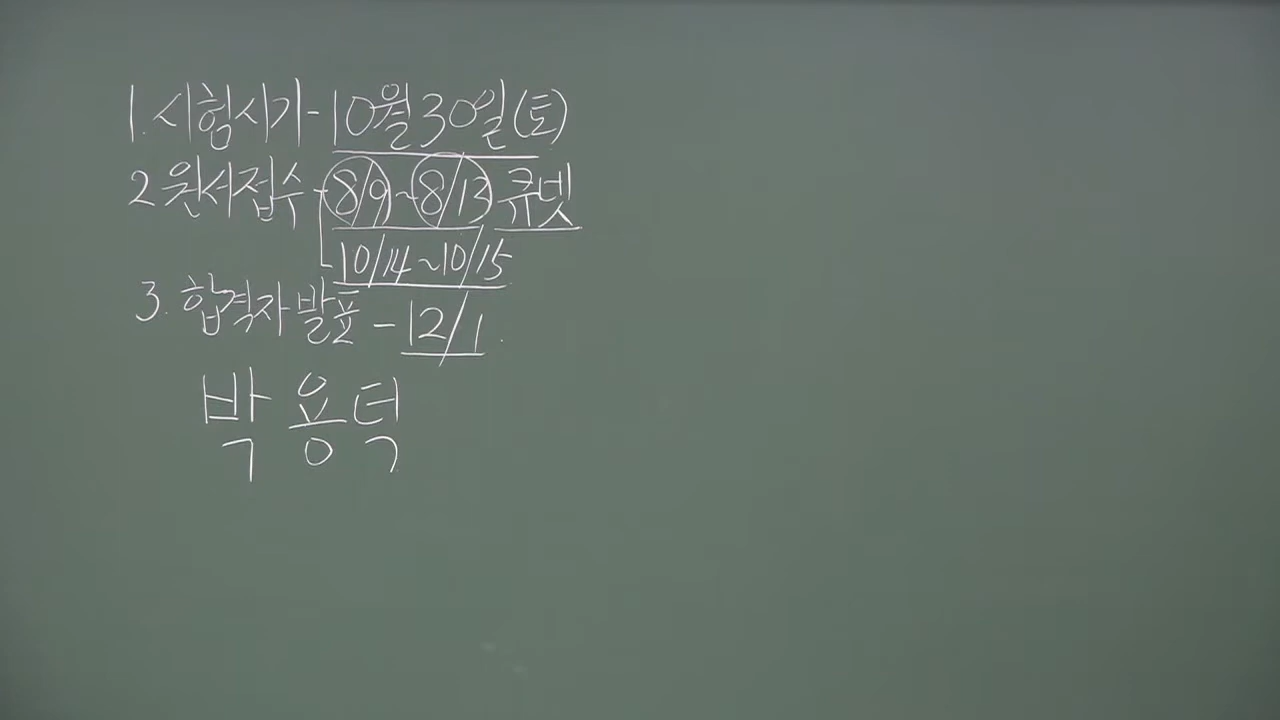 1. 시험시기 - 10월 30일(토)
2 원서접수 - 8/9 ~ 8/13 큐넷
- 10/14 ~ 10/15
3. 합격자 발표 - 12/1.
박용덕